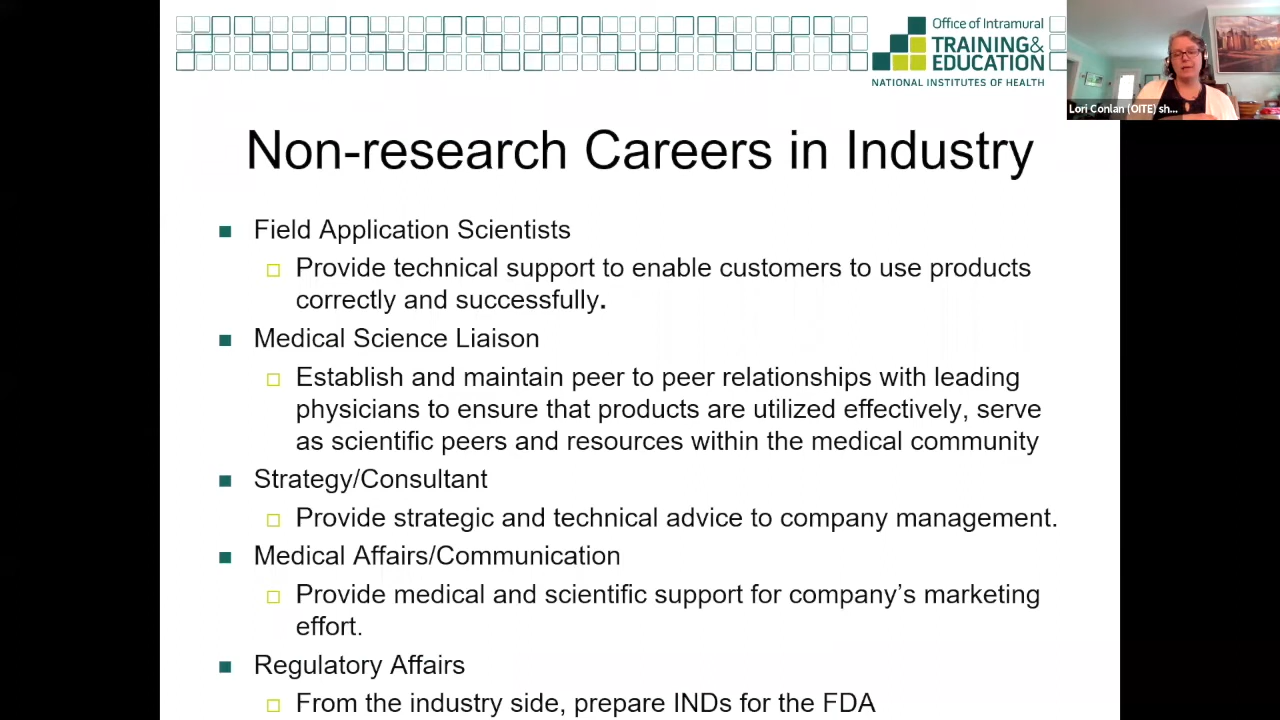 Office of Intramural
TRAINING&
EDUCATION
NATIONAL INSTITUTES OF HEALTH
Lori Conlan (OITE) sh...
Non-research Careers in Industry
Field Application Scientists
Provide technical support to enable customers to use products
correctly and successfully.
Medical Science Liaison
Establish and maintain peer to peer relationships with leading
physicians to ensure that products are utilized effectively, serve
as scientific peers and resources within the medical community
Strategy/Consultant
Provide strategic and technical advice to company management.
Medical Affairs/Communication
Provide medical and scientific support for company’s marketing
effort.
Regulatory Affairs
From the industry side, prepare INDs for the FDA